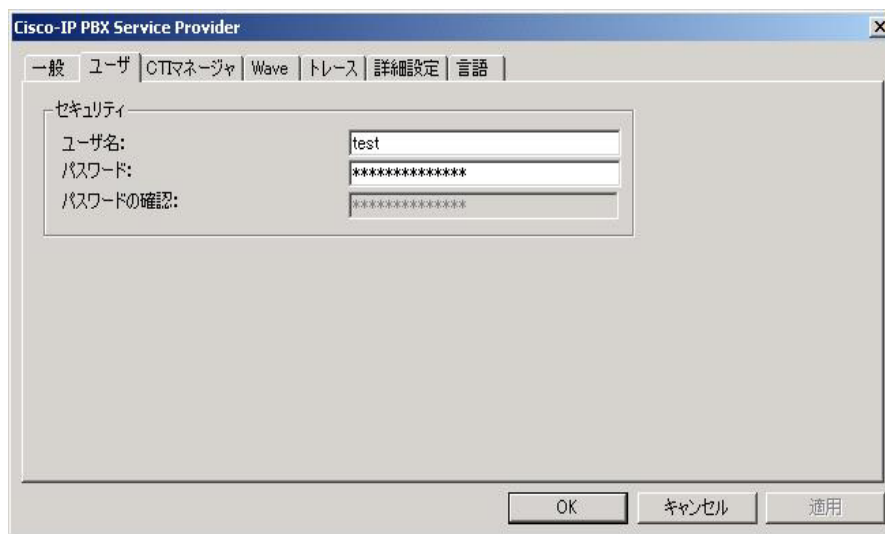 Cisco-IP PBX Service Provider
一般 ユーザ CTIマネージャ Wave トレース 詳細設定 言語
セキュリティ
ユーザ名: test
パスワード: **************
パスワードの確認: **************
OK キャンセル 適用